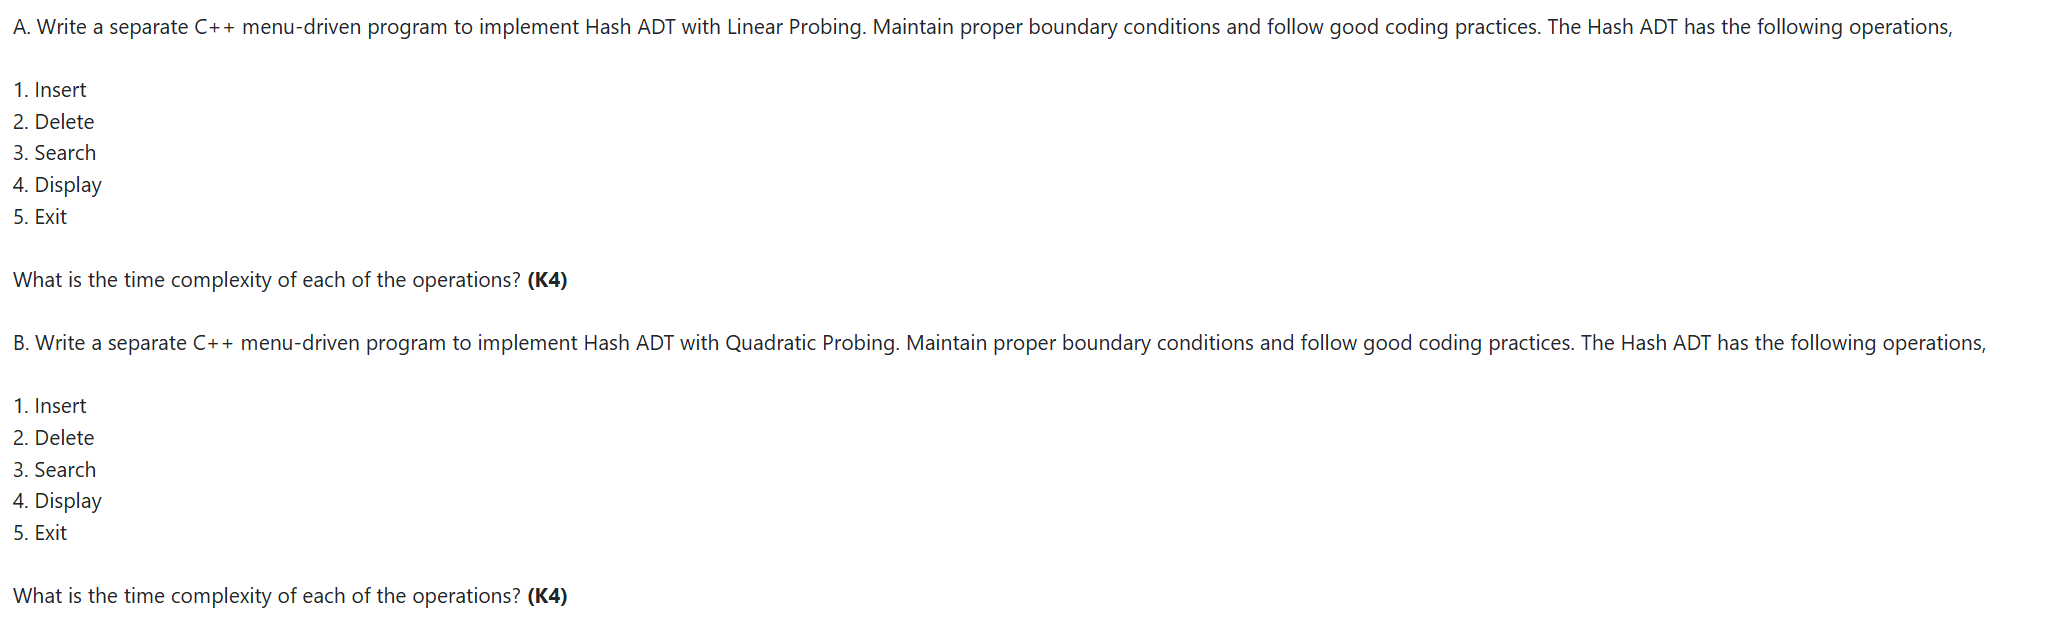 A. Write a separate C++ menu-driven program to implement Hash ADT with Linear Probing. Maintain proper boundary conditions and follow good coding practices. The Hash ADT has the following operations,
1. Insert
2. Delete
3. Search
4. Display
5. Exit
What is the time complexity of each of the operations? (K4)
B. Write a separate C++ menu-driven program to implement Hash ADT with Quadratic Probing. Maintain proper boundary conditions and follow good coding practices. The Hash ADT has the following operations,
1. Insert
2. Delete
3. Search
4. Display
5. Exit
What is the time complexity of each of the operations? (K4)